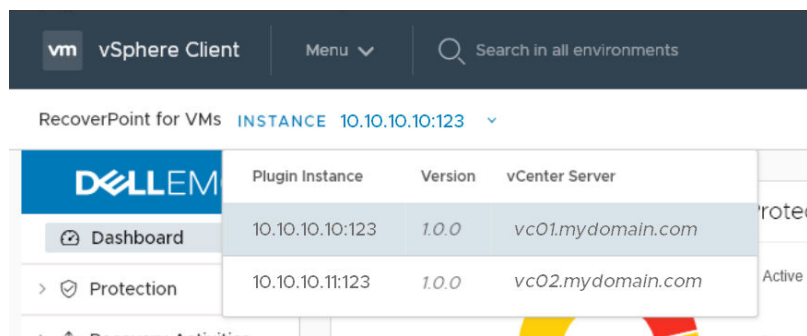 vm vSphere Client Menu Search in all environments
RecoverPoint for VMs INSTANCE 10.10.10.10:123
DELLEM
Plugin Instance Version vCenter Server
10.10.10.10:123 1.0.0 vc01.mydomain.com
10.10.10.11:123 1.0.0 vc02.mydomain.com
Dashboard
Protection
Active